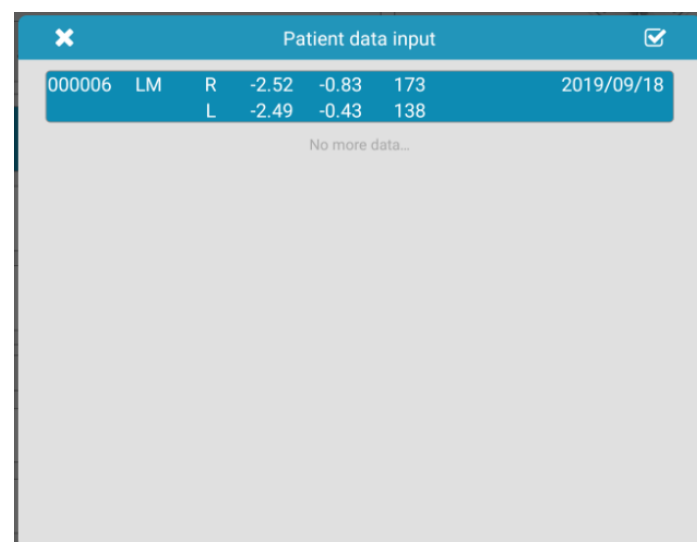 Patient data input
000006 LM R -2.52 -0.83 173 2019/09/18
L -2.49 -0.43 138
No more data...